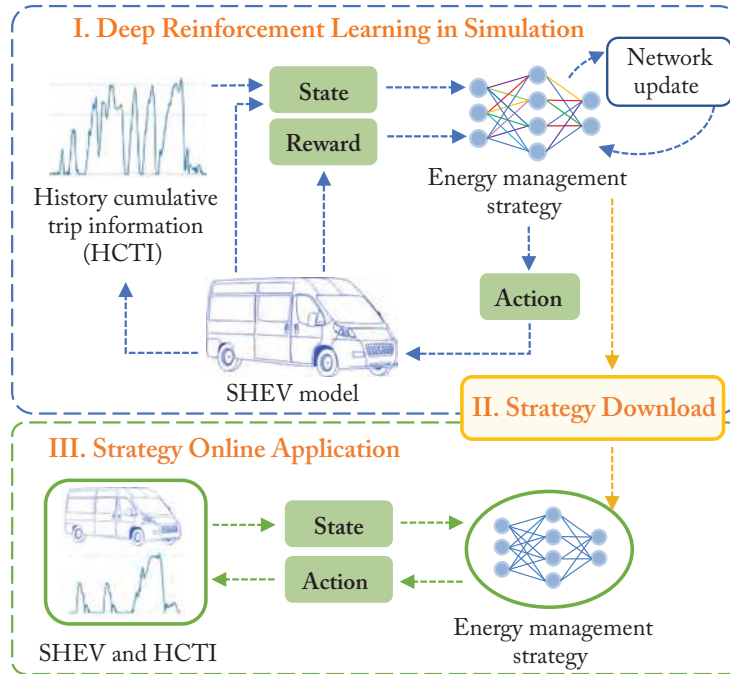 I. Deep Reinforcement Learning in Simulation
State
Reward
Network
update
History cumulative
trip information
(HCTI)
Energy management
strategy
Action
SHEV model
II. Strategy Download
III. Strategy Online Application
State
Action
SHEV and HCTI
Energy management
strategy